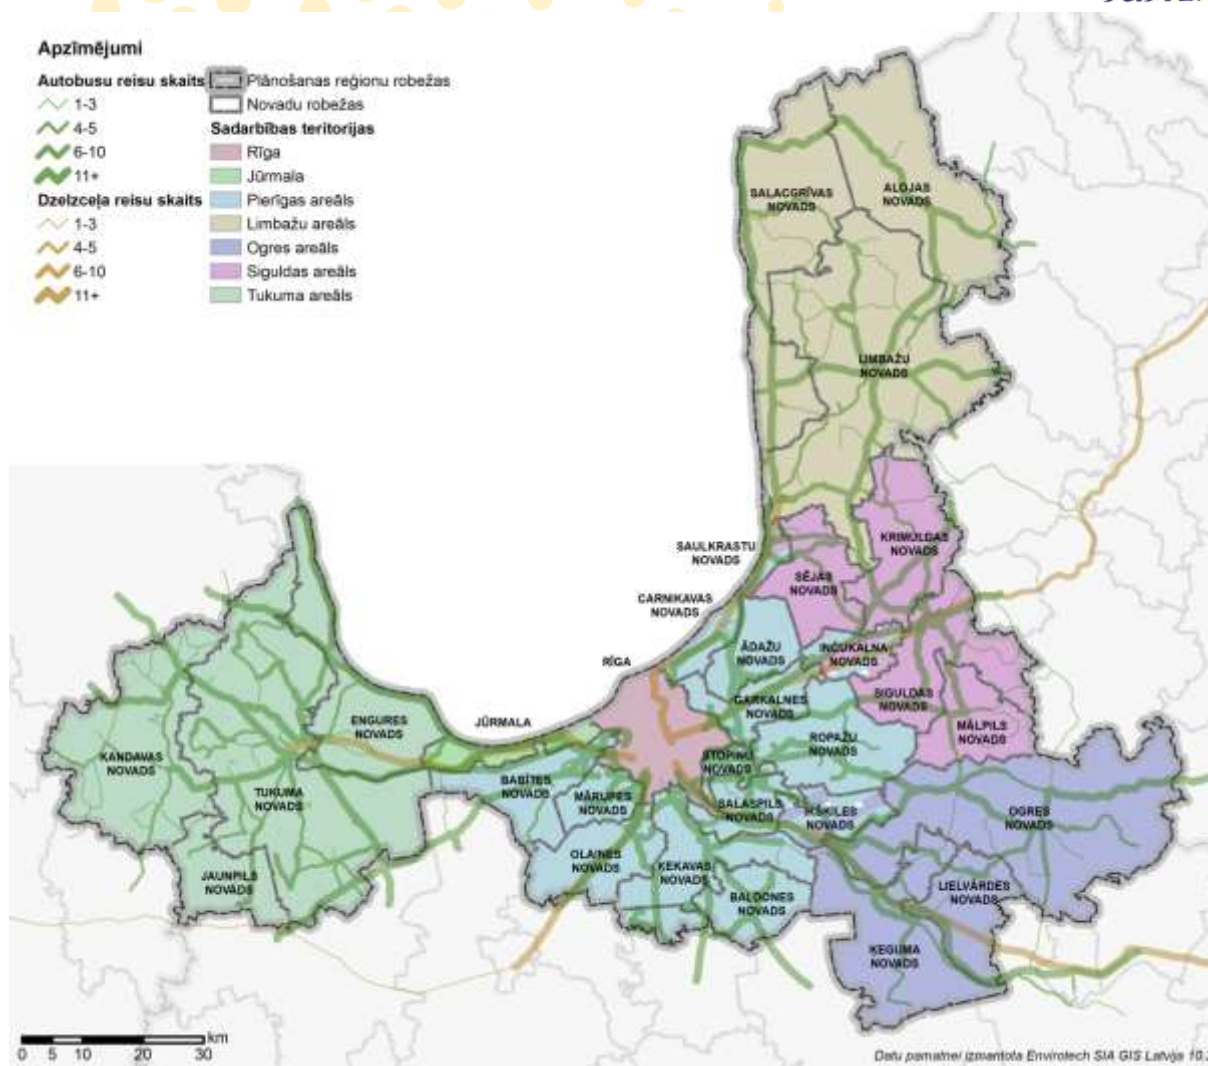 Apzīmējumi
Autobusu reisu skaits
1-3
4-5
6-10
11+
Dzelzceļa reisu skaits
1-3
4-5
6-10
11+
Plānošanas reģionu robežas
Novadu robežas
Sadarbības teritorijas
Rīga
Jūrmala
Pierīgas areāls
Limbažu areāls
Ogres areāls
Siguldas areāls
Tukuma areāls
SALACGRĪVAS
NOVADS
ALOJAS
NOVADS
LIMBAŽU
NOVADS
SAULKRASTU
NOVADS
KRIMULDAS
NOVADS
SĒJAS
NOVADS
CARNIKAVAS
NOVADS
ĀDAŽU
NOVADS
INČUKALNA
NOVADS
RĪGA
GARKALNES
NOVADS
SIGULDAS
NOVADS
MĀLPILS
NOVADS
JŪRMALA
ENGURES
NOVADS
ROPAŽU
NOVADS
KANDAVAS
NOVADS
STOPIŅU
NOVADS
BABĪTES
NOVADS
TUKUMA
NOVADS
MĀRUPES
NOVADS
SALASPILS
NOVADS
IKŠĶILES
NOVADS
OGRES
NOVADS
OLAINES
NOVADS
ĶEKAVAS
NOVADS
JAUNPILS
NOVADS
BALDONES
NOVADS
LIELVĀRDES
NOVADS
ĶEGUMA
NOVADS
km
0 5 10 20 30
Datu pamatnei izmantota Envirotech SIA GIS Latvija 10.